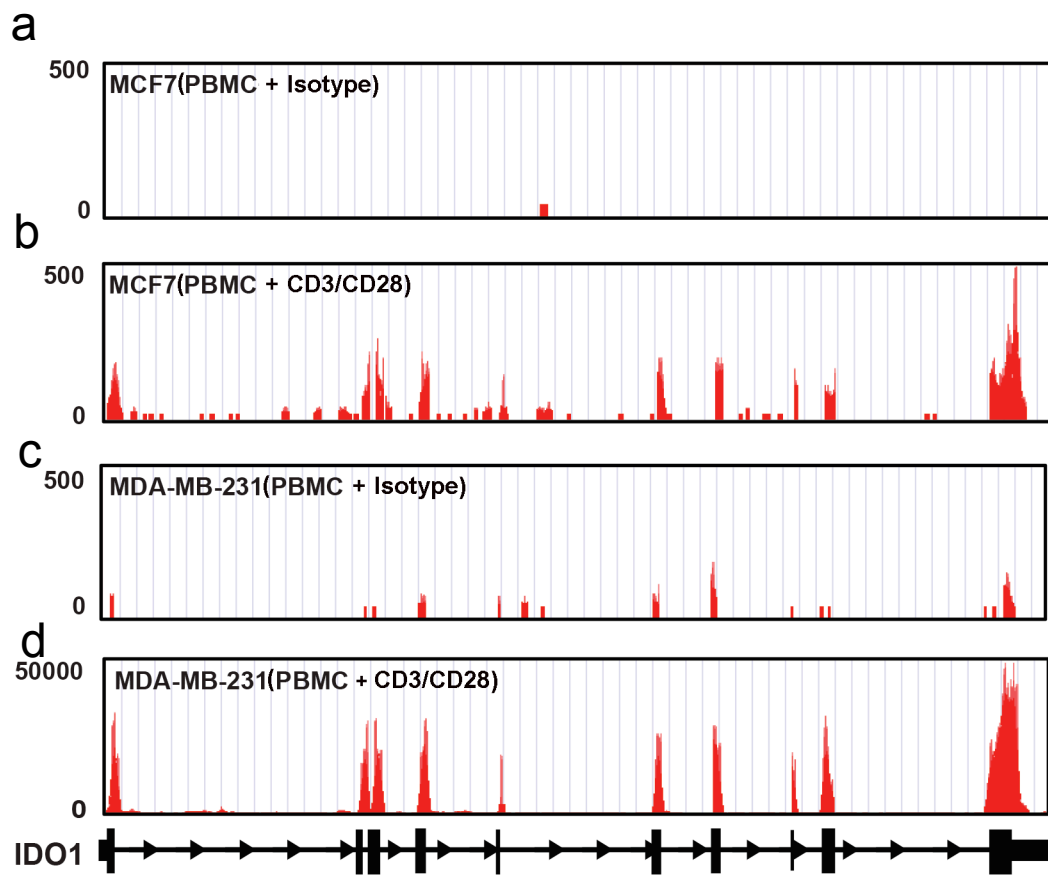 a
500
MCF7(PBMC + Isotype)
0
b
500
MCF7(PBMC + CD3/CD28)
0
c
500
MDA-MB-231(PBMC + Isotype)
0
d
50000
MDA-MB-231(PBMC + CD3/CD28)
0
IDO1